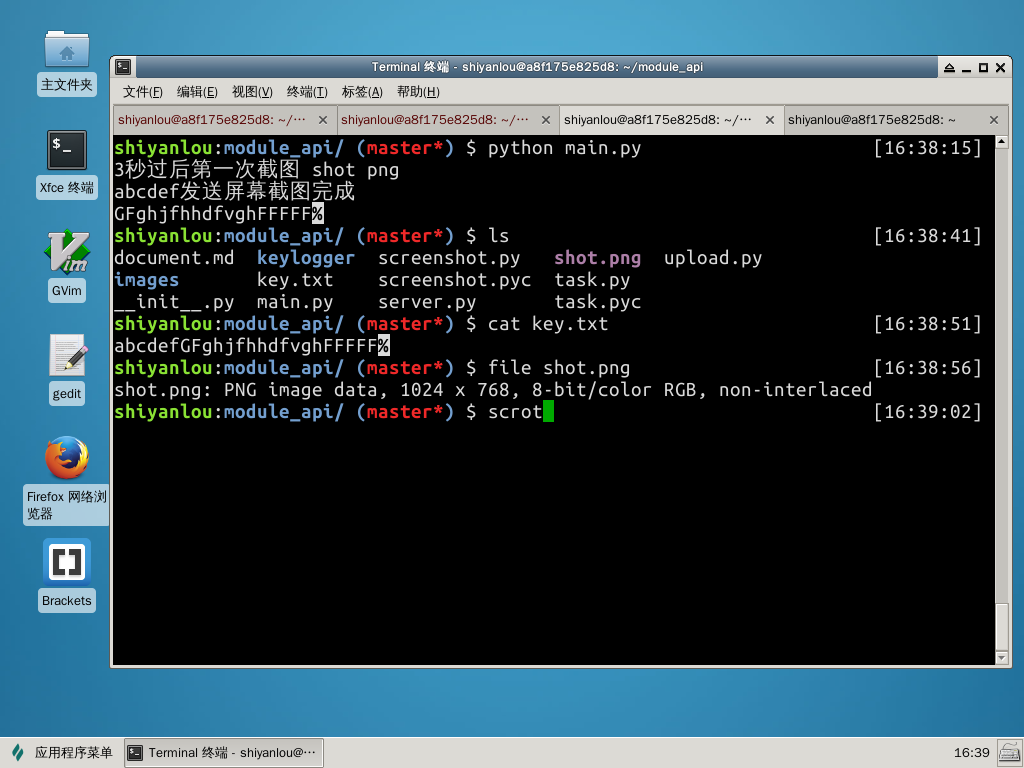 主文件夹
Xfce 终端
GVim
gedit
Firefox 网络浏
览器
Brackets
Terminal 终端 - shiyanlou@a8f175e825d8: ~/module_api
文件(F) 编辑(E) 视图(V) 终端(T) 标签(A) 帮助(H)
shiyanlou@a8f175e825d8: ~/··· × shiyanlou@a8f175e825d8: ~/··· × shiyanlou@a8f175e825d8: ~/··· × shiyanlou@a8f175e825d8: ~ ×
shiyanlou:module_api/ (master*) $ python main.py [16:38:15]
3秒过后第一次截图 shot png
abcdef发送屏幕截图完成
GFghjfhhdfvghFFFFF%
shiyanlou:module_api/ (master*) $ ls [16:38:41]
document.md keylogger screenshot.py shot.png upload.py
images key.txt screenshot.pyc task.py
__init__.py main.py server.py task.pyc
shiyanlou:module_api/ (master*) $ cat key.txt [16:38:51]
abcdefGFghjfhhdfvghFFFFF%
shiyanlou:module_api/ (master*) $ file shot.png [16:38:56]
shot.png: PNG image data, 1024 x 768, 8-bit/color RGB, non-interlaced
shiyanlou:module_api/ (master*) $ scrot [16:39:02]
应用程序菜单 Terminal 终端 - shiyanlou@··· 16:39